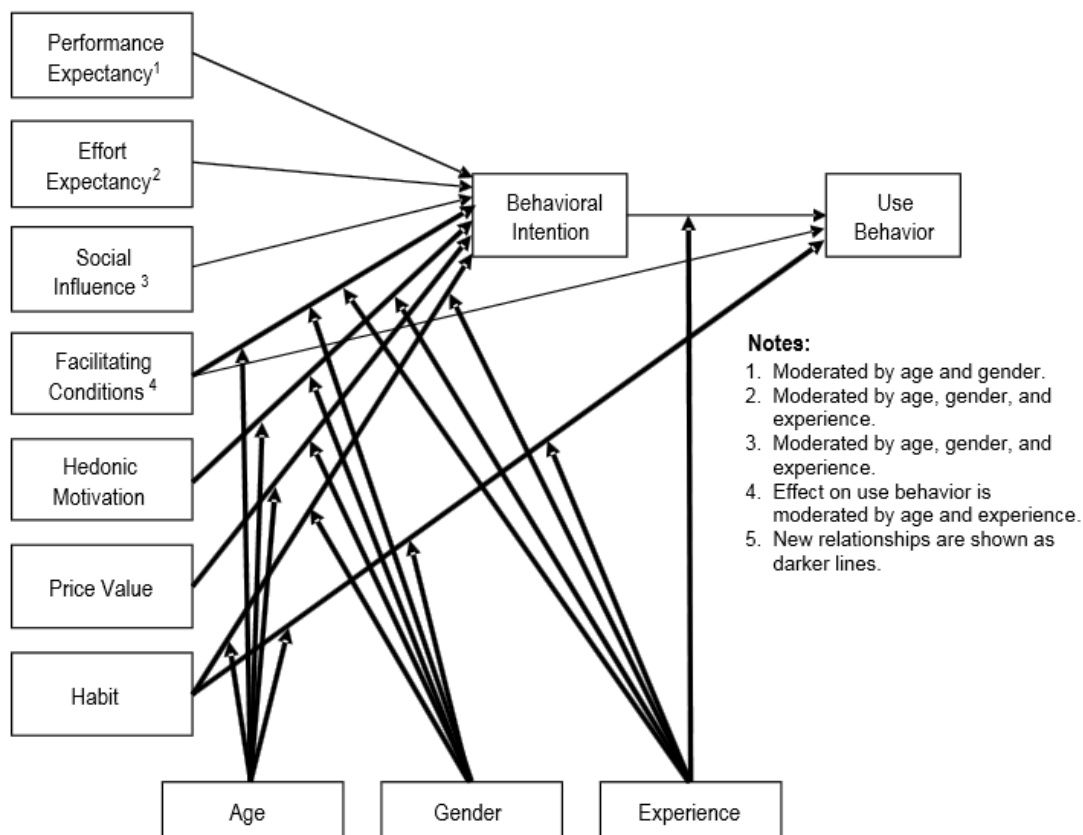 Performance
Expectancy1
Effort
Expectancy2
Behavioral
Intention
Use
Behavior
Social
Influence 3
Facilitating
Conditions 4
Hedonic
Motivation
Price Value
Habit
Notes:
1. Moderated by age and gender.
2. Moderated by age, gender, and
experience.
3. Moderated by age, gender, and
experience.
4. Effect on use behavior is
moderated by age and experience.
5. New relationships are shown as
darker lines.
Age
Gender
Experience